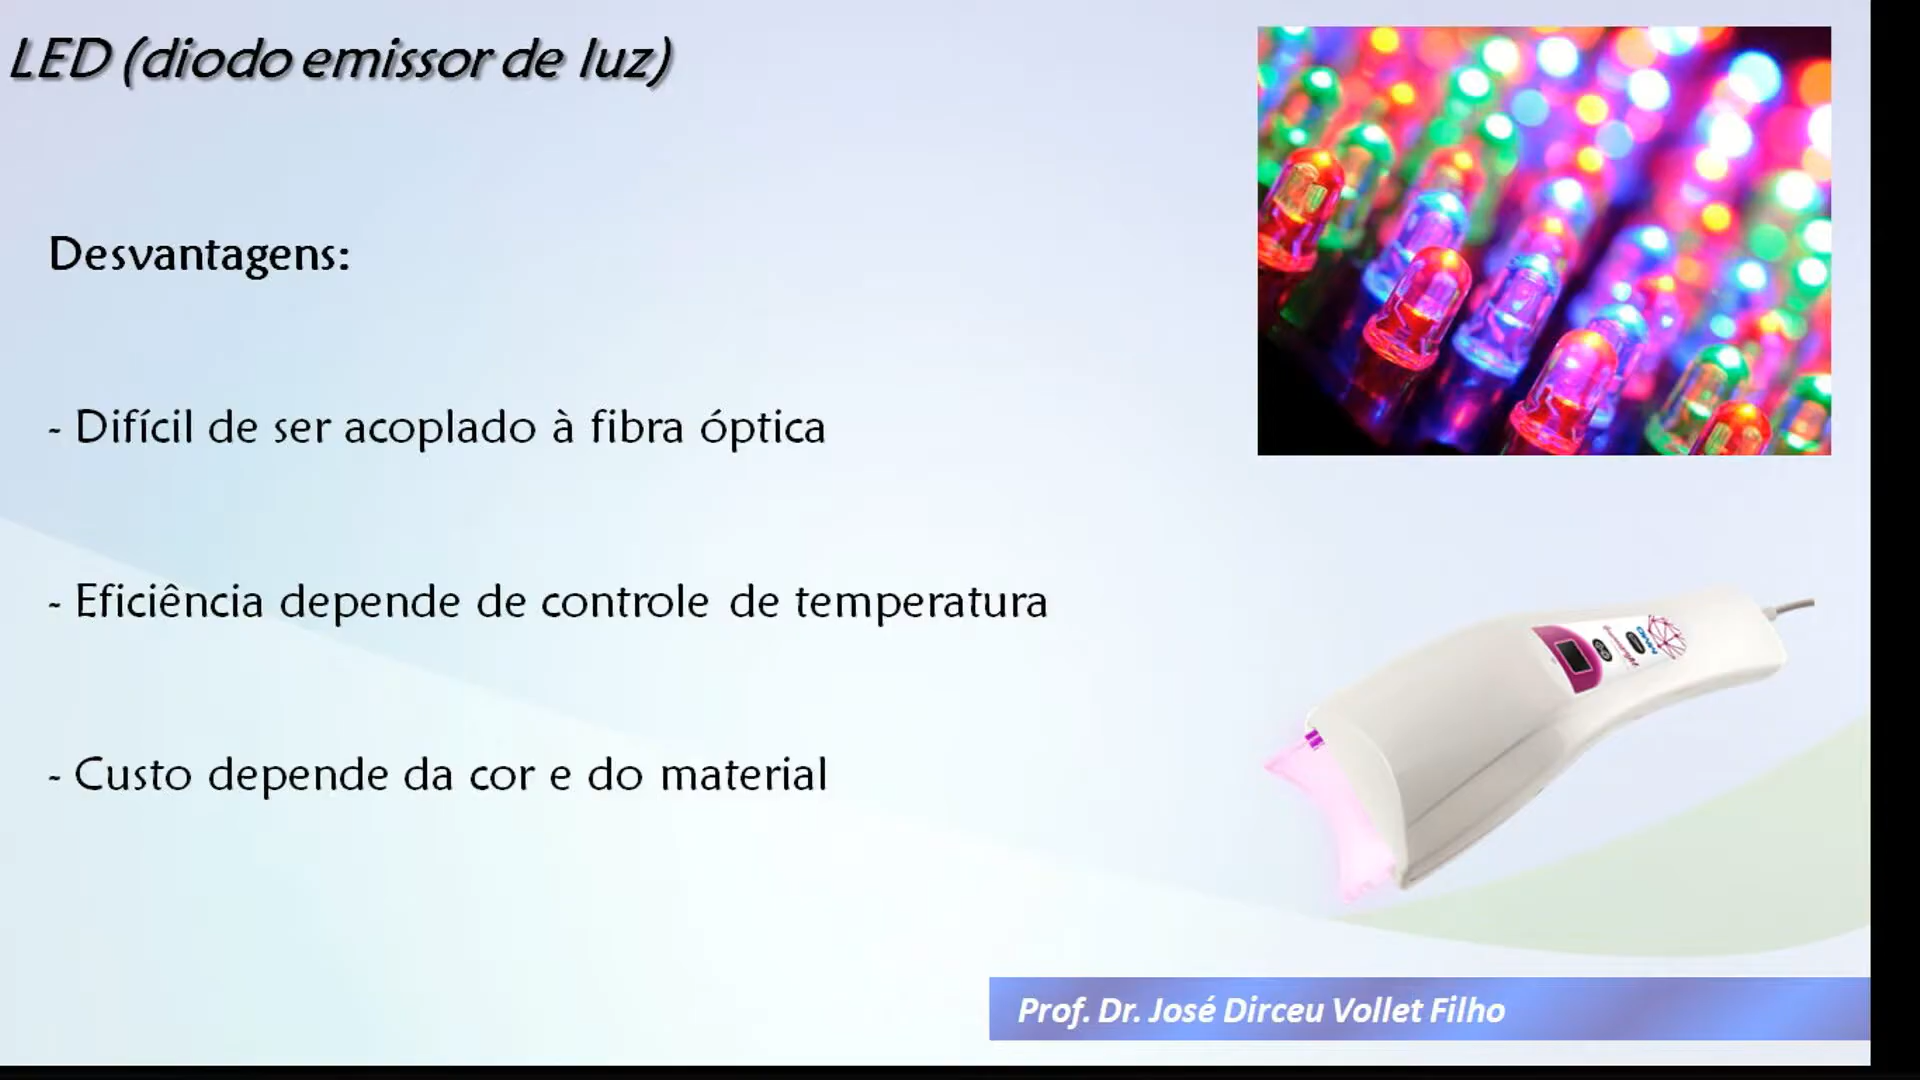 LED (diodo emissor de luz)
Desvantagens:
- Difícil de ser acoplado à fibra óptica
- Eficiência depende de controle de temperatura
- Custo depende da cor e do material
Prof. Dr. José Dirceu Vollet Filho